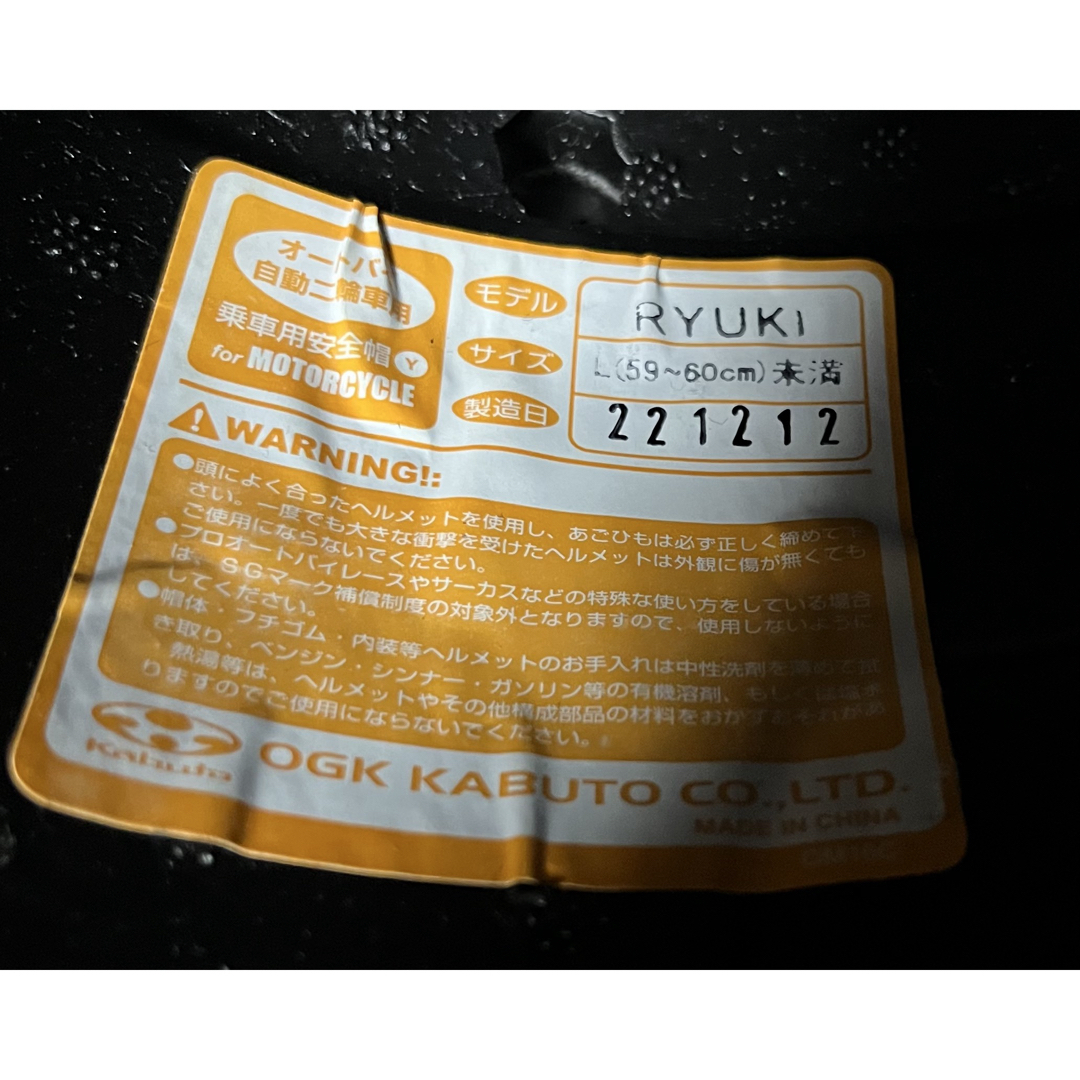 オートバイ
自動二輪車用
乗車用安全帽 Y
for MOTORCYCLE
モデル RYUKI
サイズ L(59~60cm)未満
製造日 221212
WARNING!:
●頭によく合ったヘルメットを使用し、あごひもは必ず正しく締めて下
さい。一度でも大きな衝撃を受けたヘルメットは外観に傷が無くても
ご使用にならないでください。
●プロオートバイレースやサーカスなどの特殊な使い方をしている場合
は、SGマーク補償制度の対象外となりますので、使用しないように
してください。
●帽体・フチゴム・内装等ヘルメットのお手入れは中性洗剤を薄めて拭
き取り、ベンジン・シンナー・ガソリン等の有機溶剤、もしくは塩水
熱湯等は、ヘルメットやその他構成部品の材料をおかすおそれがあ
りますのでご使用にならないでください。
Kabuto OGK KABUTO CO.,LTD.
MADE IN CHINA